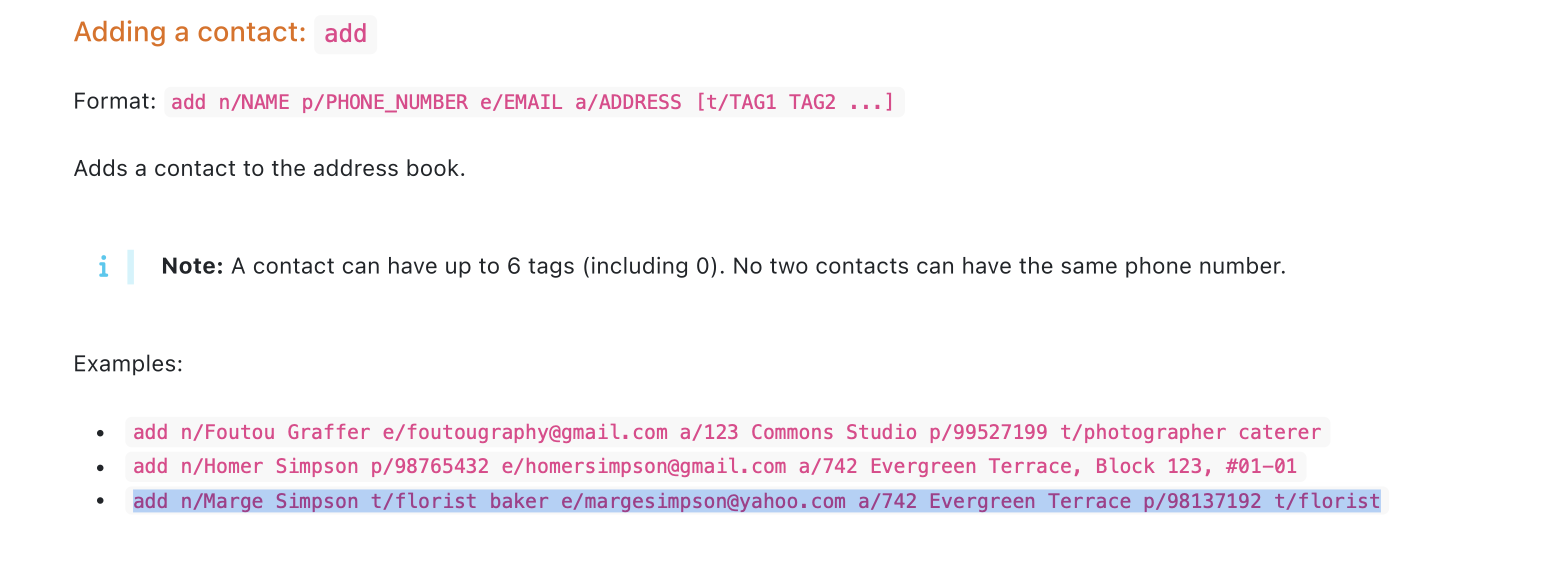 Adding a contact: add
Format: add n/NAME p/PHONE_NUMBER e/EMAIL a/ADDRESS [t/TAG1 TAG2 ...]
Adds a contact to the address book.
i Note: A contact can have up to 6 tags (including 0). No two contacts can have the same phone number.
Examples:
• add n/Foutou Graffer e/foutougraphy@gmail.com a/123 Commons Studio p/99527199 t/photographer caterer
• add n/Homer Simpson p/98765432 e/homersimpson@gmail.com a/742 Evergreen Terrace, Block 123, #01-01
• add n/Marge Simpson t/florist baker e/margesimpson@yahoo.com a/742 Evergreen Terrace p/98137192 t/florist